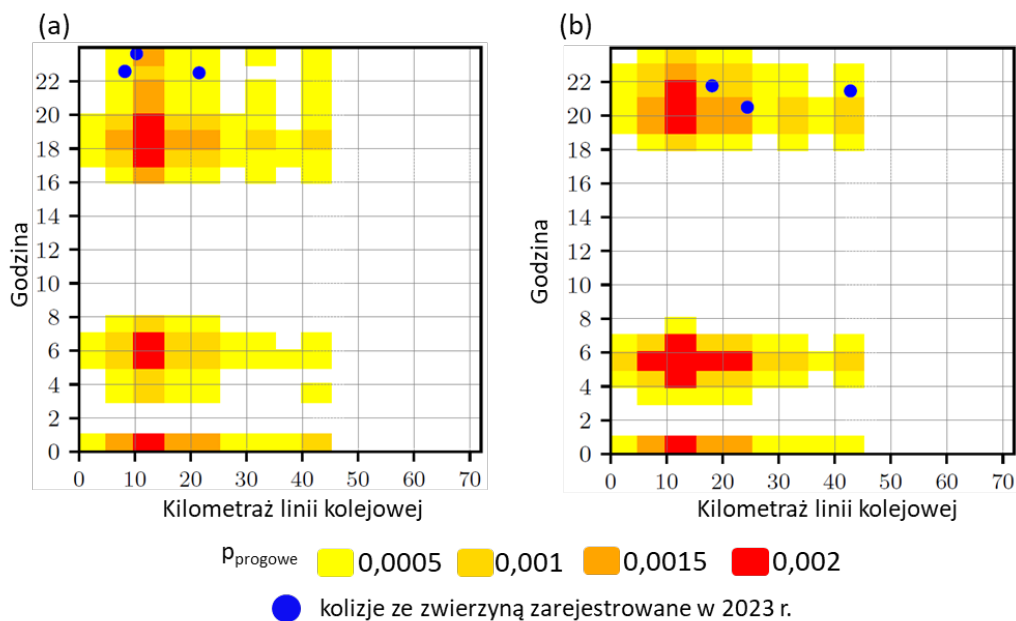 (a)
(b)
22
20
18
16
14
12
10
8
6
4
2
0
Godzina
0 10 20 30 40 50 60 70
Kilometraż linii kolejowej
22
20
18
16
14
12
10
8
6
4
2
0
Godzina
0 10 20 30 40 50 60 70
Kilometraż linii kolejowej
pprogowe 0,0005 0,001 0,0015 0,002
kolizje ze zwierzyną zarejestrowane w 2023 r.